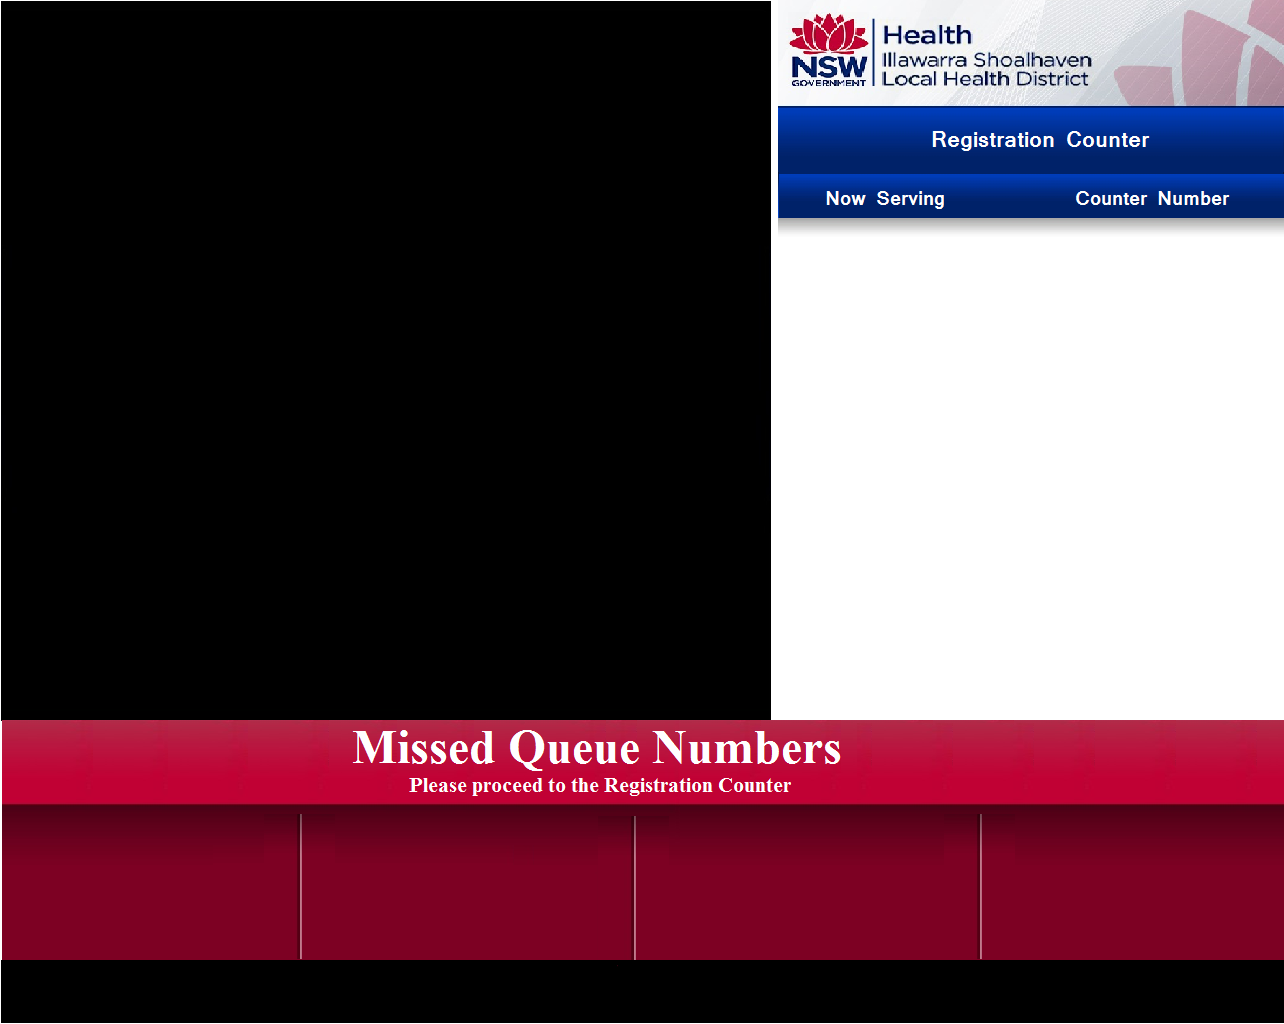 NSW
GOVERNMENT
Health
Illawarra Shoalhaven
Local Health District
Registration Counter
Now Serving
Counter Number
Missed Queue Numbers
Please proceed to the Registration Counter